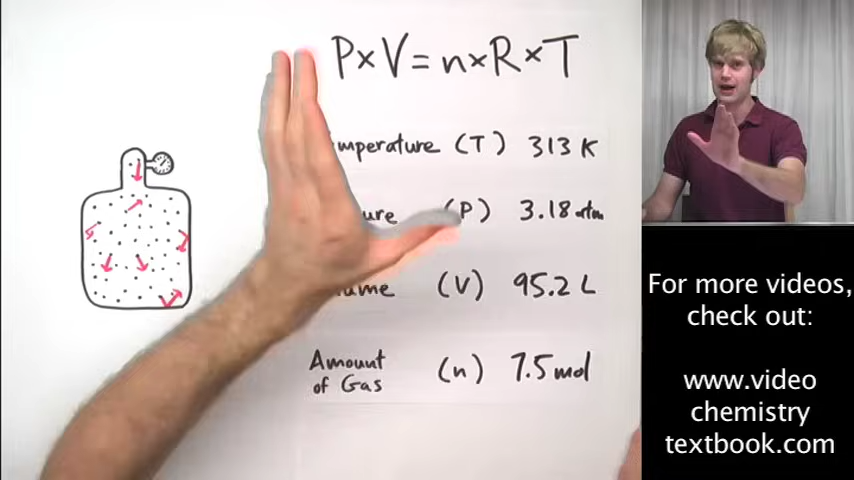 P×V=n×R×T
mperature (T) 313 K
ure (P) 3.18 atm
ume (V) 95.2 L
Amount
of Gas (n) 7.5 mol
For more videos,
check out:
www.video
chemistry
textbook.com